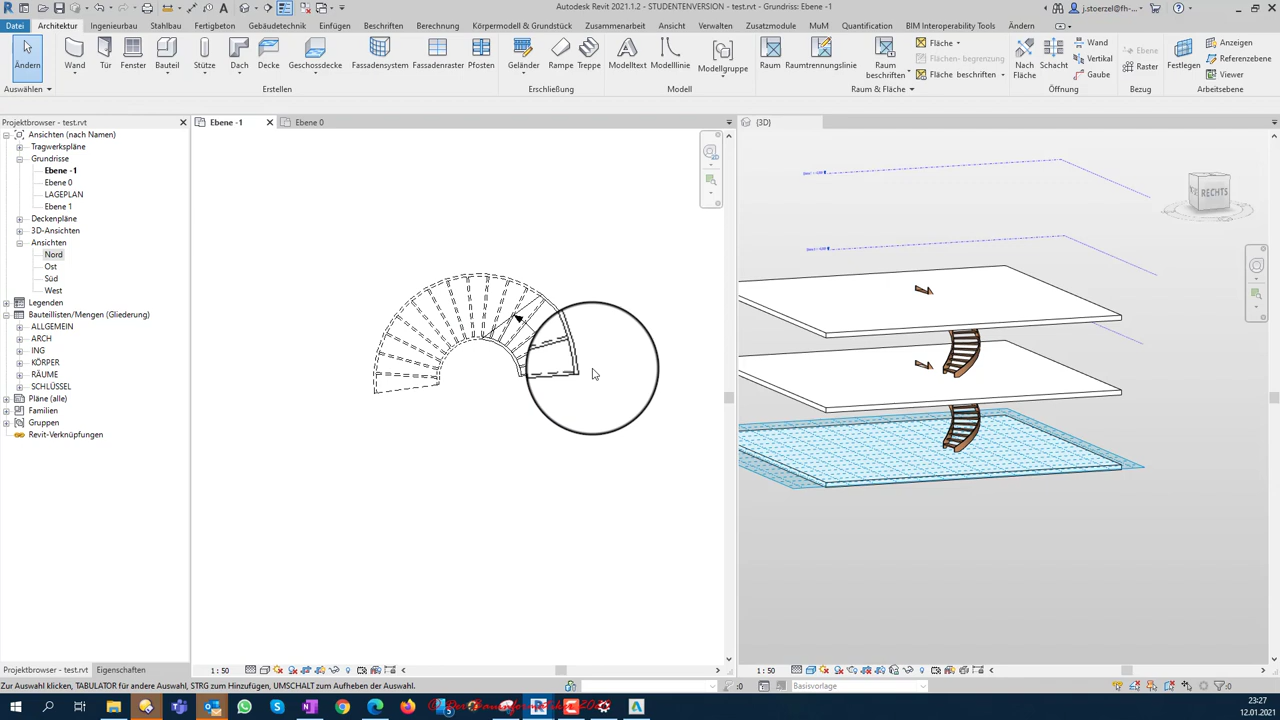 Autodesk Revit 2021.1.2 - STUDENTENVERSION - test.rvt - Grundriss: Ebene -1
j.stoerzel@fh-...
Datei Architektur Ingenieurbau Stahlbau Fertigbeton Gebäudetechnik Einfügen Beschriften Berechnung Körpermodell & Grundstück Zusammenarbeit Ansicht Verwalten Zusatzmodule MuM Quantification BIM Interoperability Tools Ändern
Ändern Wand Tür Fenster Bauteil Stütze Dach Decke Geschossdecke Fassadensystem Fassadenraster Pfosten Geländer Rampe Treppe Modelltext Modelllinie Modellgruppe Raum Raumtrennungslinie Raum beschriften
Fläche
Flächen- begrenzung
Fläche beschriften
Nach Fläche Schacht
Wand
Vertikal
Gaube
Ebene
Raster
Festlegen
Anzeigen
Referenzebene
Viewer
Auswählen Erstellen Erschließung Modell Raum & Fläche Öffnung Bezug Arbeitsebene
Projektbrowser - test.rvt
Ebene -1 Ebene 0 {3D}
Ansichten (nach Namen)
Tragwerkspläne
Grundrisse
Ebene -1
Ebene 0
LAGEPLAN
Ebene 1
Deckenpläne
3D-Ansichten
Ansichten
Nord
Ost
Süd
West
Legenden
Bauteillisten/Mengen (Gliederung)
ALLGEMEIN
ARCH
ING
KÖRPER
RÄUME
SCHLÜSSEL
Pläne (alle)
Familien
Gruppen
Revit-Verknüpfungen
RECHTS
Projektbrowser - test.rvt Eigenschaften
1 : 50
1 : 50
Zur Auswahl klicken, TABULATOR für andere Auswahl, STRG zum Hinzufügen, UMSCHALT zum Aufheben der Auswahl.
:0
Basisvorlage
:0
23:27
12.01.2021